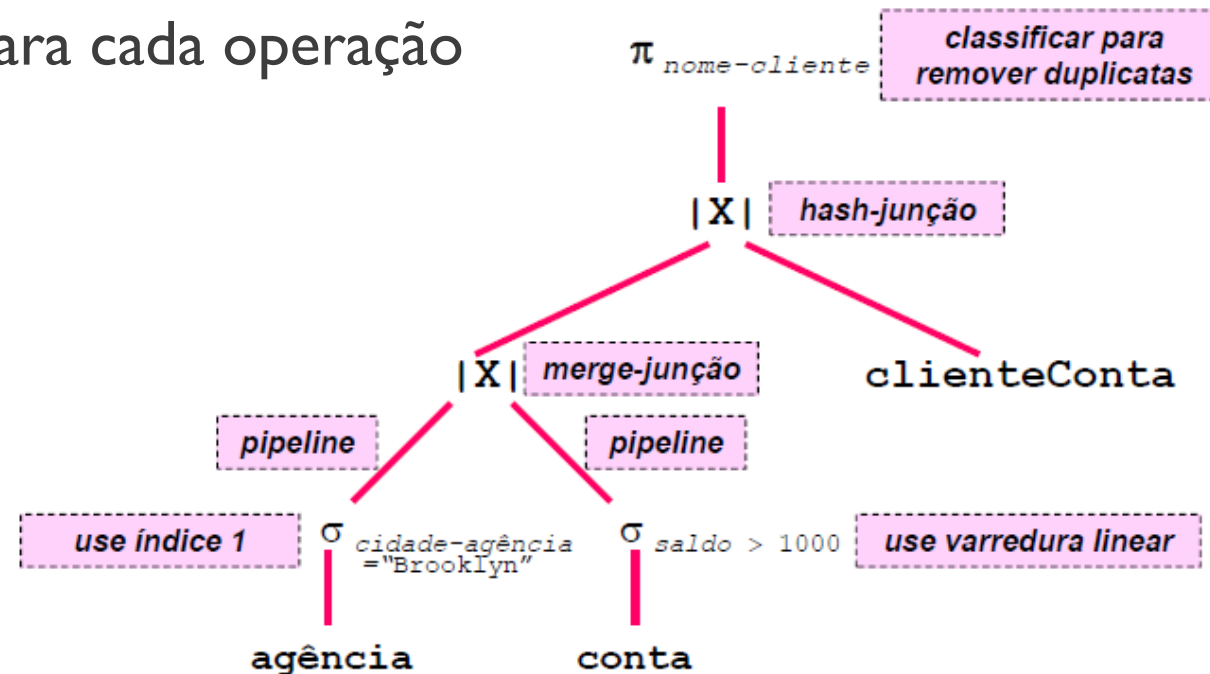 ara cada operação
π nome-cliente
classificar para
remover duplicatas
|X|
hash-junção
|X|
merge-junção
clienteConta
pipeline
pipeline
use índice 1
σ cidade-agência
="Brooklyn"
σ saldo > 1000
use varredura linear
agência
conta